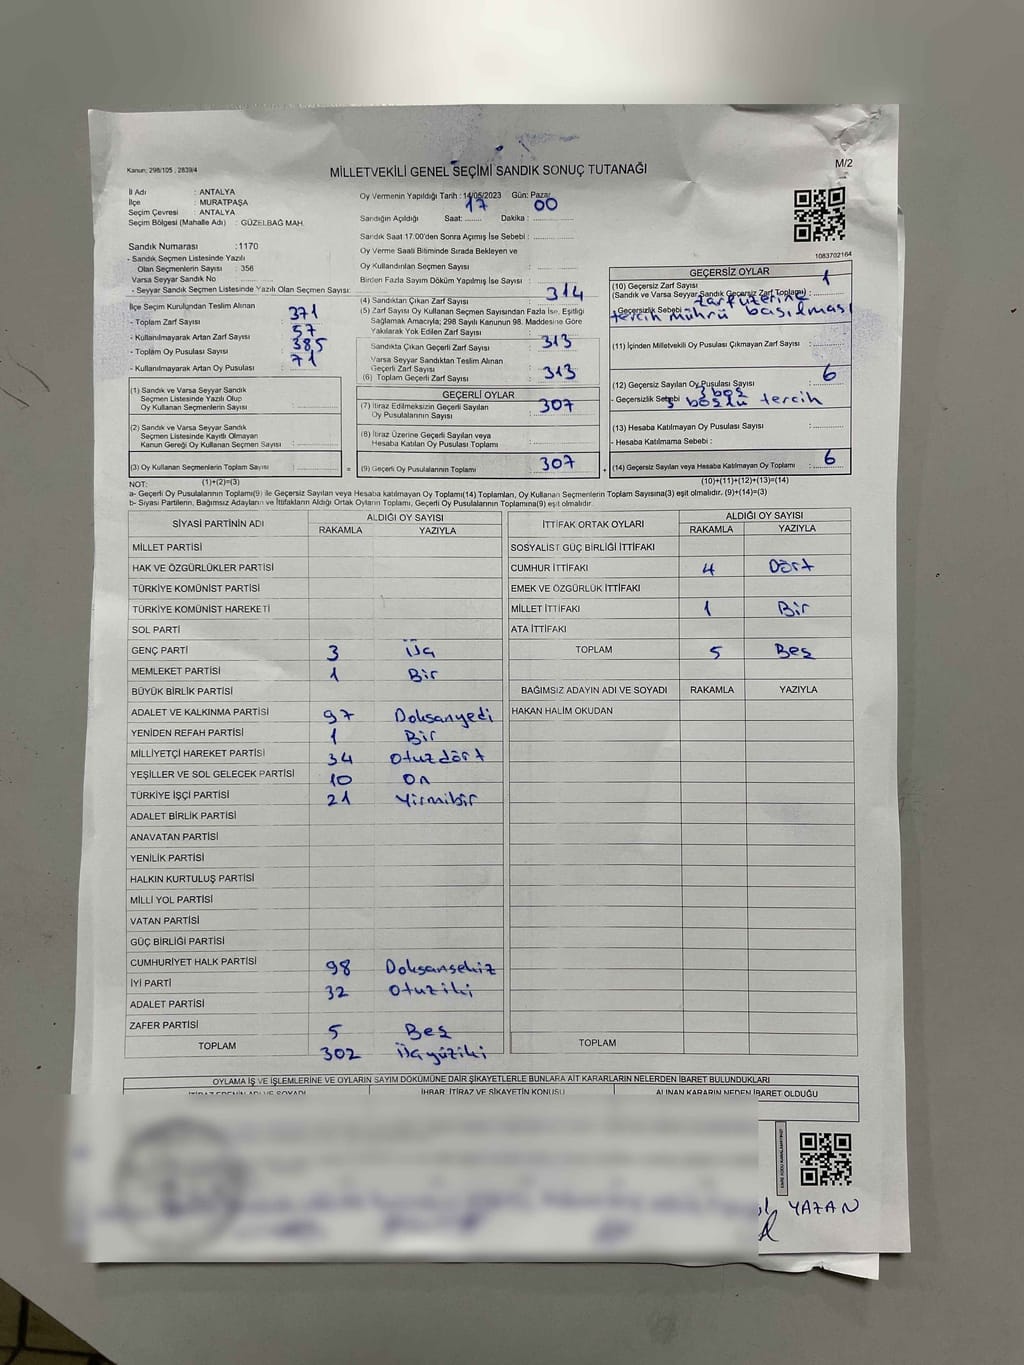 Kanun; 298/105 , 2839/4
MİLLETVEKİLİ GENEL SEÇİMİ SANDIK SONUÇ TUTANAĞI
M/2
İl Adı : ANTALYA
İlçe : MURATPAŞA
Seçim Çevresi : ANTALYA
Seçim Bölgesi (Mahalle Adı) : GÜZELBAĞ MAH.
Sandık Numarası :1170
- Sandık Seçmen Listesinde Yazılı
Olan Seçmenlerin Sayısı : 356
Varsa Seyyar Sandık No :
- Seyyar Sandık Seçmen Listesinde Yazılı Olan Seçmen Sayısı:
İlçe Seçim Kurulundan Teslim Alınan
- Toplam Zarf Sayısı : 371
- Kullanılmayarak Artan Zarf Sayısı : 57
- Toplam Oy Pusulası Sayısı : 385
- Kullanılmayarak Artan Oy Pusulası : 71
(1) Sandık ve Varsa Seyyar Sandık
Seçmen Listesinde Yazılı Olup
Oy Kullanan Seçmenlerin Sayısı :
(2) Sandık ve Varsa Seyyar Sandık
Seçmen Listesinde Kayıtlı Olmayan
Kanun Gereği Oy Kullanan Seçmen Sayısı :
(3) Oy Kullanan Seçmenlerin Toplam Sayısı : =
(1)+(2)=(3)
Oy Vermenin Yapıldığı Tarih : 14/05/2023 Gün: Pazar
Sandığın Açıldığı Saat: 17 Dakika : 00
Sandık Saat 17.00'den Sonra Açımış İse Sebebi :
Oy Verme Saati Bitiminde Sırada Bekleyen ve
Oy Kullandırılan Seçmen Sayısı :
Birden Fazla Sayım Döküm Yapılmış İse Sayısı :
(4) Sandıktan Çıkan Zarf Sayısı : 314
(5) Zarf Sayısı Oy Kullanan Seçmen Sayısından Fazla İse, Eşitliği
Sağlamak Amacıyla; 298 Sayılı Kanunun 98. Maddesine Göre
Yakılarak Yok Edilen Zarf Sayısı :
Sandıkta Çıkan Geçerli Zarf Sayısı : 313
Varsa Seyyar Sandıktan Teslim Alınan
Geçerli Zarf Sayısı :
(6) Toplam Geçerli Zarf Sayısı : 313
GEÇERLİ OYLAR
(7) İtiraz Edilmeksizin Geçerli Sayılan
Oy Pusulalarının Sayısı : 307
(8) İtiraz Üzerine Geçerli Sayılan veya
Hesaba Katılan Oy Pusulası Toplamı :
(9) Geçerli Oy Pusulalarının Toplamı : 307 +
1083702164
GEÇERSİZ OYLAR
(10) Geçersiz Zarf Sayısı
(Sandık ve Varsa Seyyar Sandık Geçersiz Zarf Toplamı) : 1
- Geçersizlik Sebebi : zarf üzerine
tercih mührü basılması
(11) İçinden Milletvekili Oy Pusulası Çıkmayan Zarf Sayısı :
(12) Geçersiz Sayılan Oy Pusulası Sayısı : 6
- Geçersizlik Sebebi : 3 boş
tercih
(13) Hesaba Katılmayan Oy Pusulası Sayısı :
- Hesaba Katılmama Sebebi :
(14) Geçersiz Sayılan veya Hesaba Katılmayan Oy Toplamı : 6
(10)+(11)+(12)+(13)=(14)
NOT:
a- Geçerli Oy Pusulalarının Toplamı(9) ile Geçersiz Sayılan veya Hesaba katılmayan Oy Toplamı(14) Toplamları, Oy Kullanan Seçmenlerin Toplam Sayısına(3) eşit olmalıdır. (9)+(14)=(3)
b- Siyasi Partilerin, Bağımsız Adayların ve İttifakların Aldığı Ortak Oyların Toplamı, Geçerli Oy Pusulalarının Toplamına(9) eşit olmalıdır.
SİYASİ PARTİNİN ADI ALDIĞI OY SAYISI
RAKAMLA YAZIYLA
MİLLET PARTİSİ
HAK VE ÖZGÜRLÜKLER PARTİSİ
TÜRKİYE KOMÜNİST PARTİSİ
TÜRKİYE KOMÜNİST HAREKETİ
SOL PARTİ
GENÇ PARTİ 3 Üç
MEMLEKET PARTİSİ 1 Bir
BÜYÜK BİRLİK PARTİSİ
ADALET VE KALKINMA PARTİSİ 97 Doksanyedi
YENİDEN REFAH PARTİSİ 1 Bir
MİLLİYETÇİ HAREKET PARTİSİ 34 otuzdört
YEŞİLLER VE SOL GELECEK PARTİSİ 10 on
TÜRKİYE İŞÇİ PARTİSİ 21 Yirmibir
ADALET BİRLİK PARTİSİ
ANAVATAN PARTİSİ
YENİLİK PARTİSİ
HALKIN KURTULUŞ PARTİSİ
MİLLİ YOL PARTİSİ
VATAN PARTİSİ
GÜÇ BİRLİĞİ PARTİSİ
CUMHURİYET HALK PARTİSİ 98 Doksansekiz
İYİ PARTİ 32 otuziki
ADALET PARTİSİ
ZAFER PARTİSİ 5 Beş
TOPLAM 302 Üçyüziki
İTTİFAK ORTAK OYLARI ALDIĞI OY SAYISI
RAKAMLA YAZIYLA
SOSYALİST GÜÇ BİRLİĞİ İTTİFAKI
CUMHUR İTTİFAKI 4 Dört
EMEK VE ÖZGÜRLÜK İTTİFAKI
MİLLET İTTİFAKI 1 Bir
ATA İTTİFAKI
TOPLAM 5 Beş
BAĞIMSIZ ADAYIN ADI VE SOYADI RAKAMLA YAZIYLA
HAKAN HALİM OKUDAN
TOPLAM
OYLAMA İŞ VE İŞLEMLERİNE VE OYLARIN SAYIM DÖKÜMÜNE DAİR ŞİKAYETLERLE BUNLARA AİT KARARLARIN NELERDEN İBARET BULUNDUKLARI
İTİRAZ EDENİN ADI VE SOYADI İHBAR, İTİRAZ VE ŞİKAYETİN KONUSU ALINAN KARARIN NEDEN İBARET OLDUĞU
YAZAN